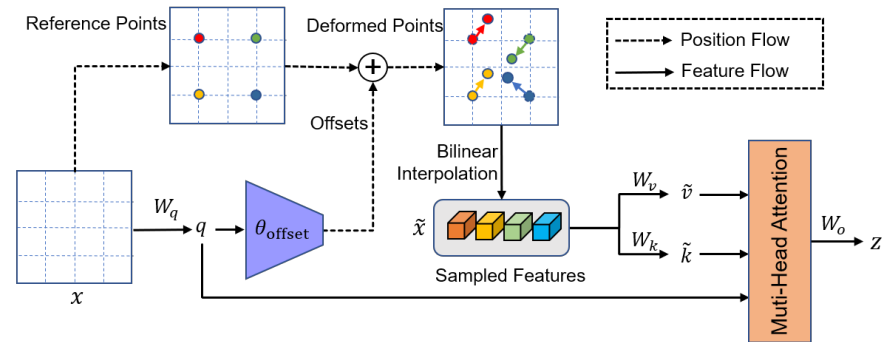 Reference Points
Deformed Points
Position Flow
Feature Flow
Offsets
Bilinear
Interpolation
W_q
q
θ_offset
x
x̃
Sampled Features
W_v
ṽ
W_k
k̃
Muti-Head Attention
W_o
z